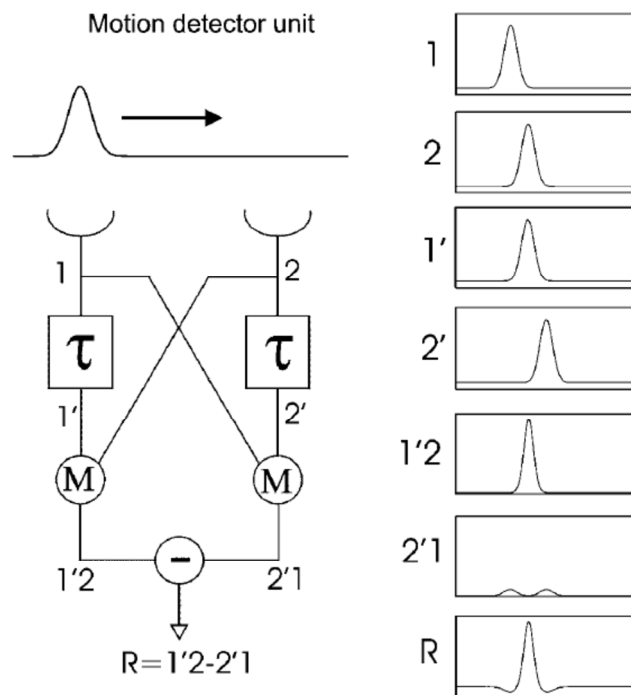 Motion detector unit
1
2
τ
τ
1'
2'
M
M
1'2
-
2'1
R=1'2-2'1
1
2
1'
2'
1'2
2'1
R